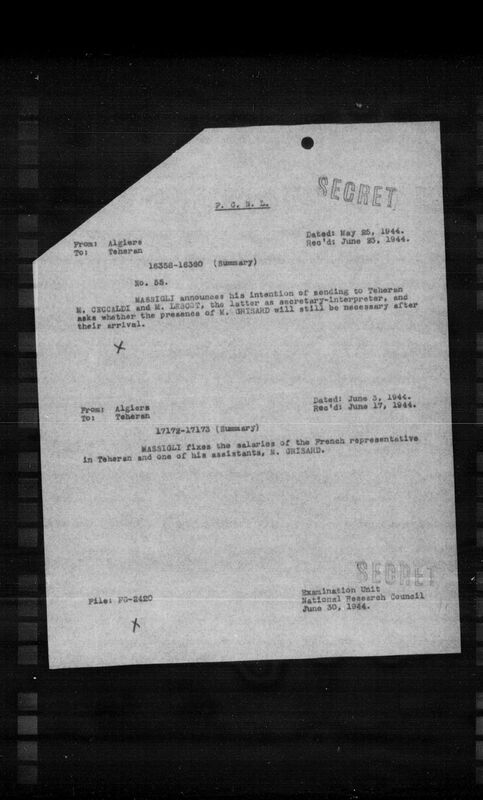 SECRET
F. C. N. L.
From: Algiers
To: Teheran
Dated: May 25, 1944.
Rec'd: June 23, 1944.
16358-16360 (Summary)
No. 55.
MASSIGLI announces his intention of sending to Teheran
M. CECCALDI and M. LESCOT, the latter as secretary-interpreter, and
asks whether the presence of M. GRISARD will still be necessary after
their arrival.
X
From: Algiers
To: Teheran
Dated: June 3, 1944.
Rec'd: June 17, 1944.
17172-17173 (Summary)
MASSIGLI fixes the salaries of the French representative
in Teheran and one of his assistants, M. GRISARD.
SECRET
File: FG-2420
X
Examination Unit
National Research Council
June 30, 1944.